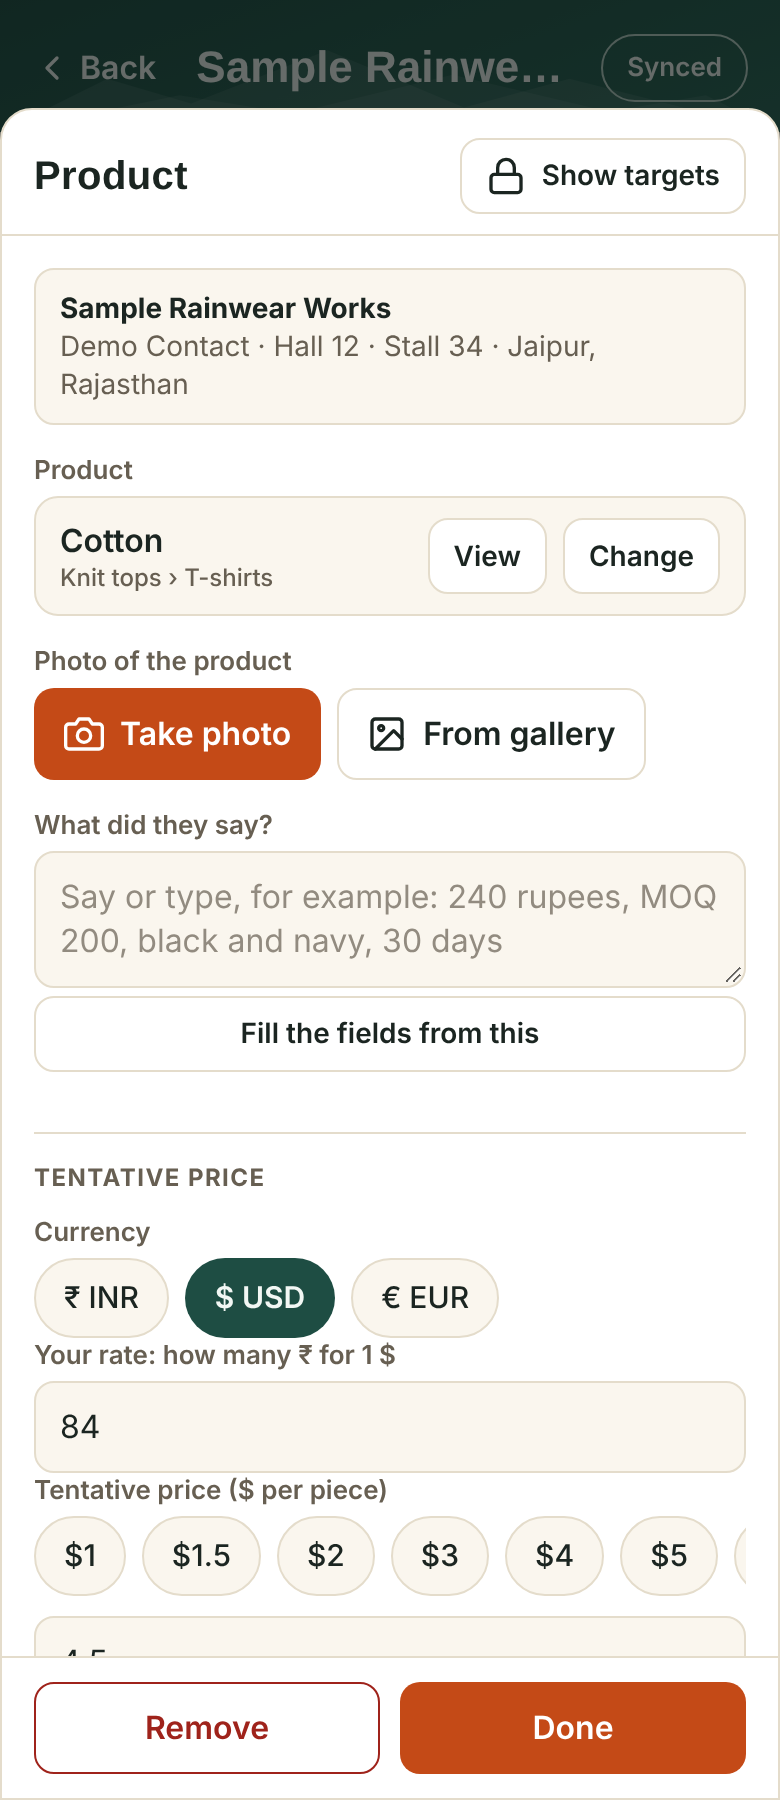 Back
Sample Rainwe...
Synced
Product
Show targets
Sample Rainwear Works
Demo Contact · Hall 12 · Stall 34 · Jaipur,
Rajasthan
Product
Cotton
Knit tops › T-shirts
View
Change
Photo of the product
Take photo
From gallery
What did they say?
Say or type, for example: 240 rupees, MOQ
200, black and navy, 30 days
Fill the fields from this
TENTATIVE PRICE
Currency
₹ INR
$ USD
€ EUR
Your rate: how many ₹ for 1 $
84
Tentative price ($ per piece)
$1
$1.5
$2
$3
$4
$5
Remove
Done